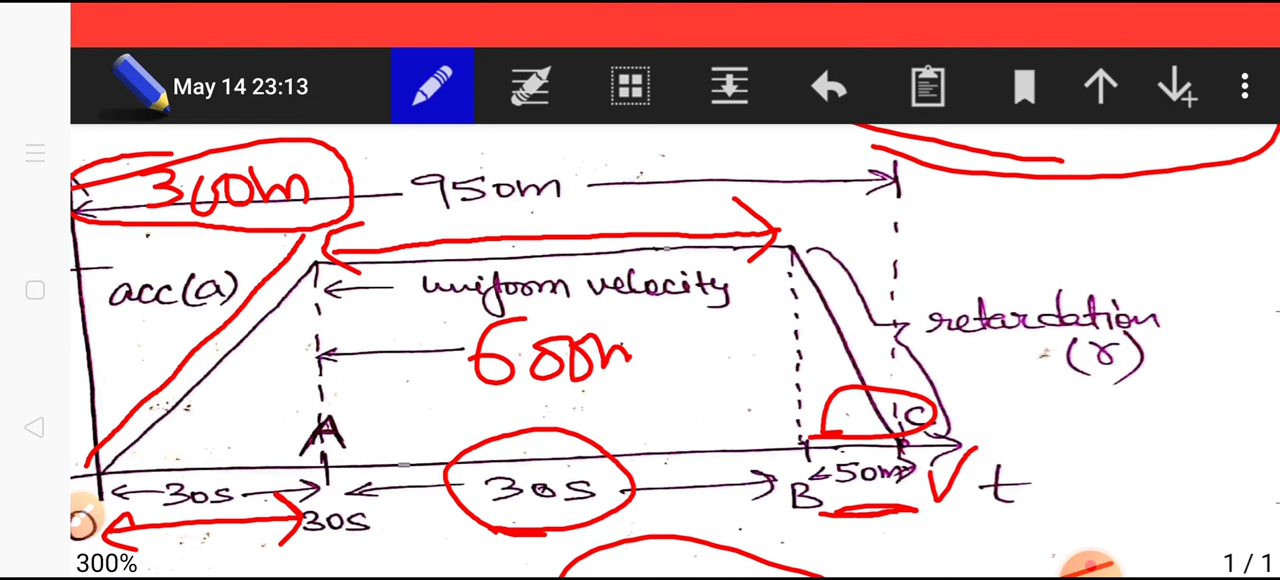 May 14 23:13
300m
950m
acc(a)
uniform velocity
retardation
(r)
600m
A
C
30s
30s
B
50m
t
30s
300%
1 / 1